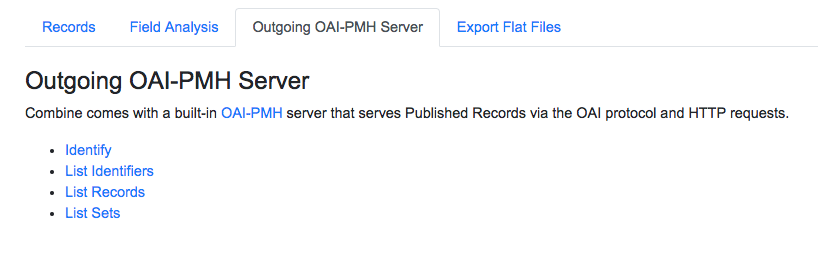 Records Field Analysis Outgoing OAI-PMH Server Export Flat Files
Outgoing OAI-PMH Server
Combine comes with a built-in OAI-PMH server that serves Published Records via the OAI protocol and HTTP requests.
• Identify
• List Identifiers
• List Records
• List Sets